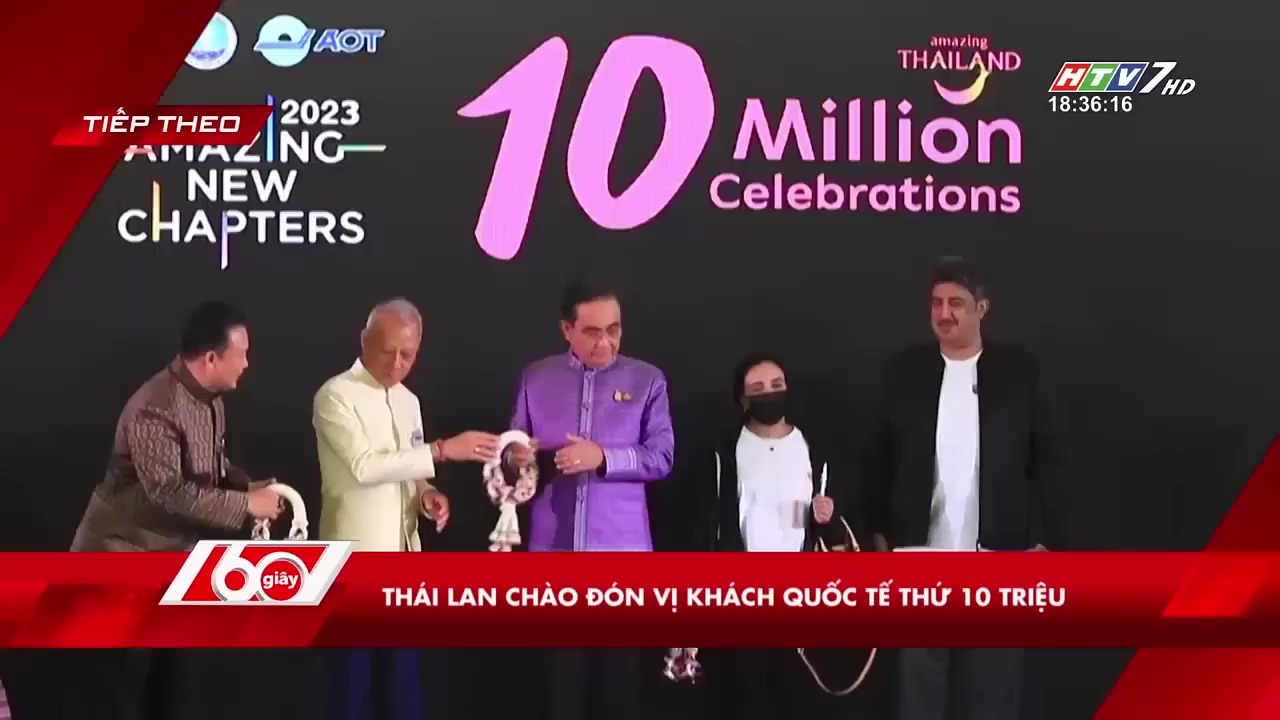 AOT
amazing
THAILAND
HTV7 HD
18:36:16
TIẾP THEO
2023
AMAZING
NEW
CHAPTERS
10 Million
Celebrations
60 giây
THÁI LAN CHÀO ĐÓN VỊ KHÁCH QUỐC TẾ THỨ 10 TRIỆU